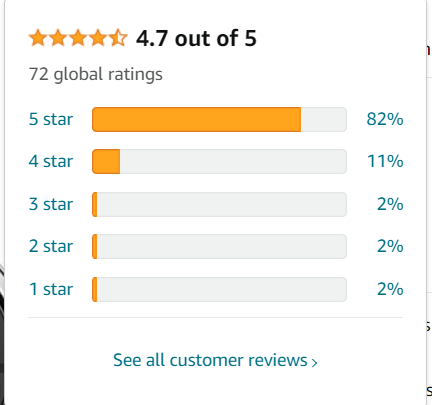 4.7 out of 5
72 global ratings
5 star 82%
4 star 11%
3 star 2%
2 star 2%
1 star 2%
See all customer reviews ›